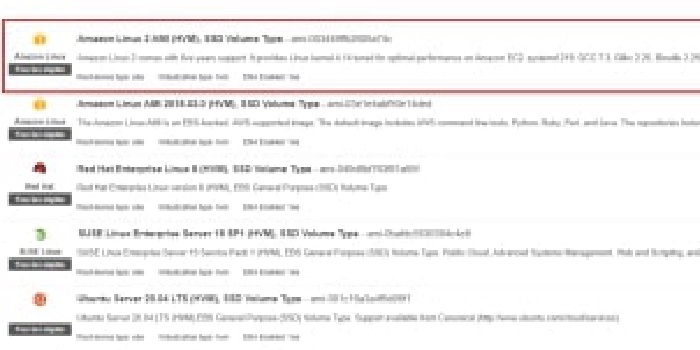 Amazon Linux 2 AMI (HVM), SSD Volume Type -
Amazon Linux
Amazon Linux 2 comes with five years support. It provides Linux kernel 4.14 tuned for optimal performance on Amazon EC2, systemd 219, GCC 7.3, Glibc 2.26, Binutils 2.29
Free tier eligible
Root device type: ebs Virtualization type: hvm ENA Enabled: Yes
Amazon Linux AMI 2018.03.0 (HVM), SSD Volume Type -
Amazon Linux
The Amazon Linux AMI is an EBS-backed, AWS-supported image. The default image includes AWS command line tools, Python, Ruby, Perl, and Java. The repositories
Free tier eligible
Root device type: ebs Virtualization type: hvm ENA Enabled: Yes
Red Hat Enterprise Linux 8 (HVM), SSD Volume Type -
Red Hat
Red Hat Enterprise Linux version 8 (HVM), EBS General Purpose (SSD) Volume Type
Free tier eligible
Root device type: ebs Virtualization type: hvm ENA Enabled: Yes
SUSE Linux Enterprise Server 15 SP1 (HVM), SSD Volume Type -
SUSE Linux
SUSE Linux Enterprise Server 15 Service Pack 1 (HVM), EBS General Purpose (SSD) Volume Type. Public Cloud, Advanced Systems Management, Web and Scripting, and
Free tier eligible
Root device type: ebs Virtualization type: hvm ENA Enabled: Yes
Ubuntu Server 20.04 LTS (HVM), SSD Volume Type -
Ubuntu Server 20.04 LTS (HVM),EBS General Purpose (SSD) Volume Type. Support available from Canonical (http://www.ubuntu.com/cloud/services)
Free tier eligible
Root device type: ebs Virtualization type: hvm ENA Enabled: Yes